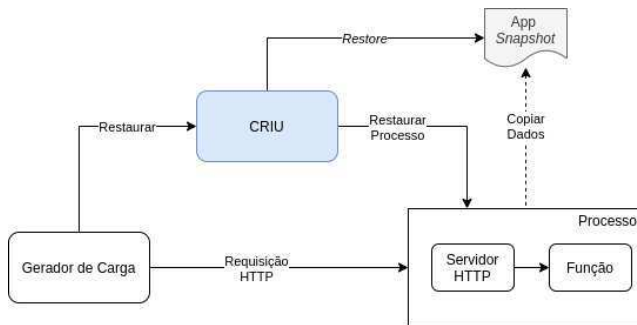 App
Snapshot
Restore
Restaurar
CRIU
Restaurar
Processo
Copiar
Dados
Processo
Gerador de Carga
Requisição
HTTP
Servidor
HTTP
Função